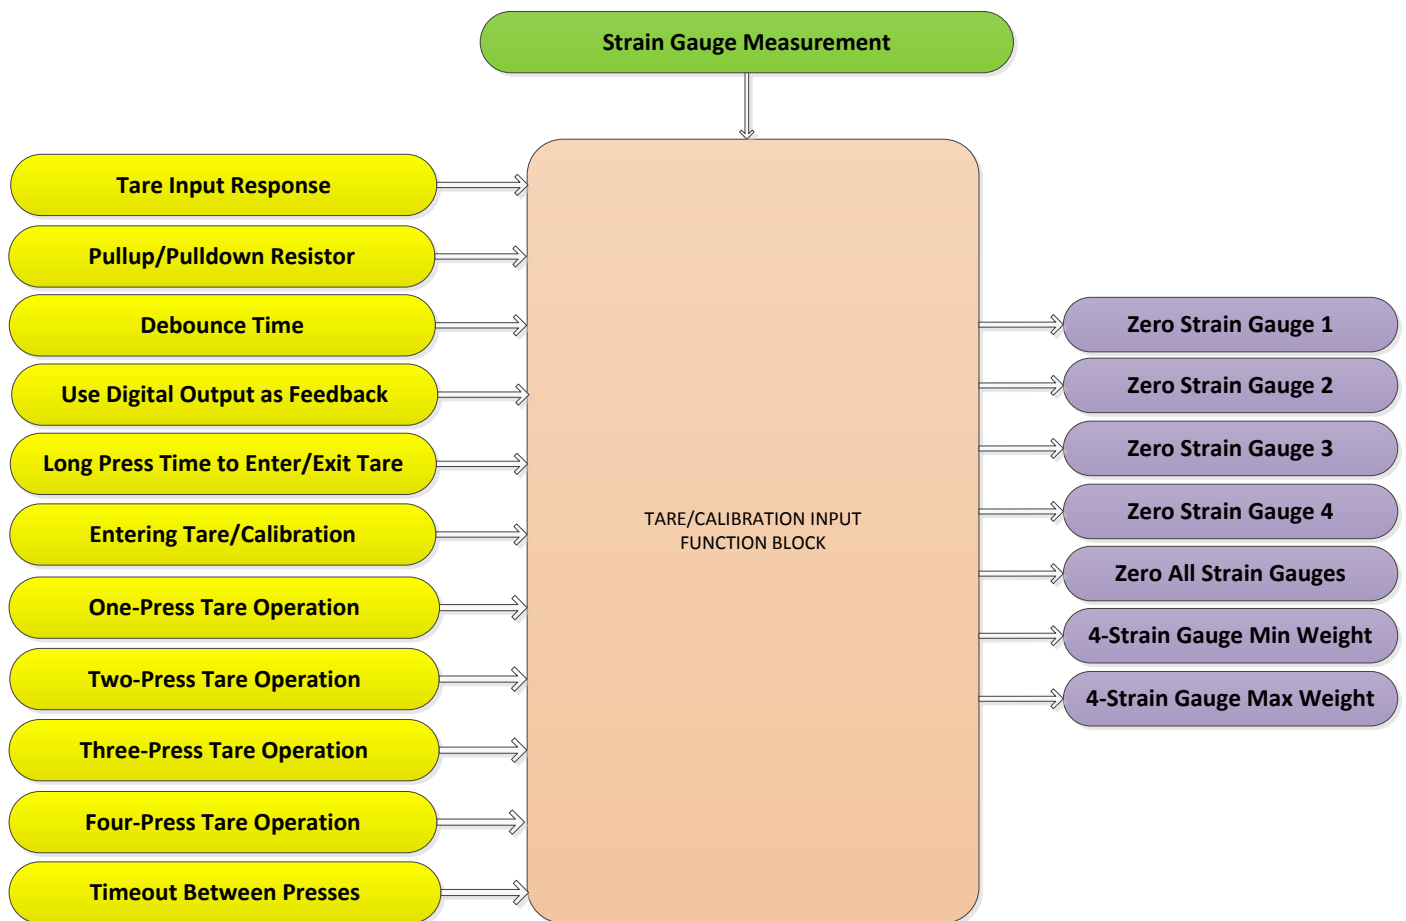 Strain Gauge Measurement
Tare Input Response
Pullup/Pulldown Resistor
Debounce Time
Use Digital Output as Feedback
Long Press Time to Enter/Exit Tare
Entering Tare/Calibration
One-Press Tare Operation
Two-Press Tare Operation
Three-Press Tare Operation
Four-Press Tare Operation
Timeout Between Presses
TARE/CALIBRATION INPUT
FUNCTION BLOCK
Zero Strain Gauge 1
Zero Strain Gauge 2
Zero Strain Gauge 3
Zero Strain Gauge 4
Zero All Strain Gauges
4-Strain Gauge Min Weight
4-Strain Gauge Max Weight